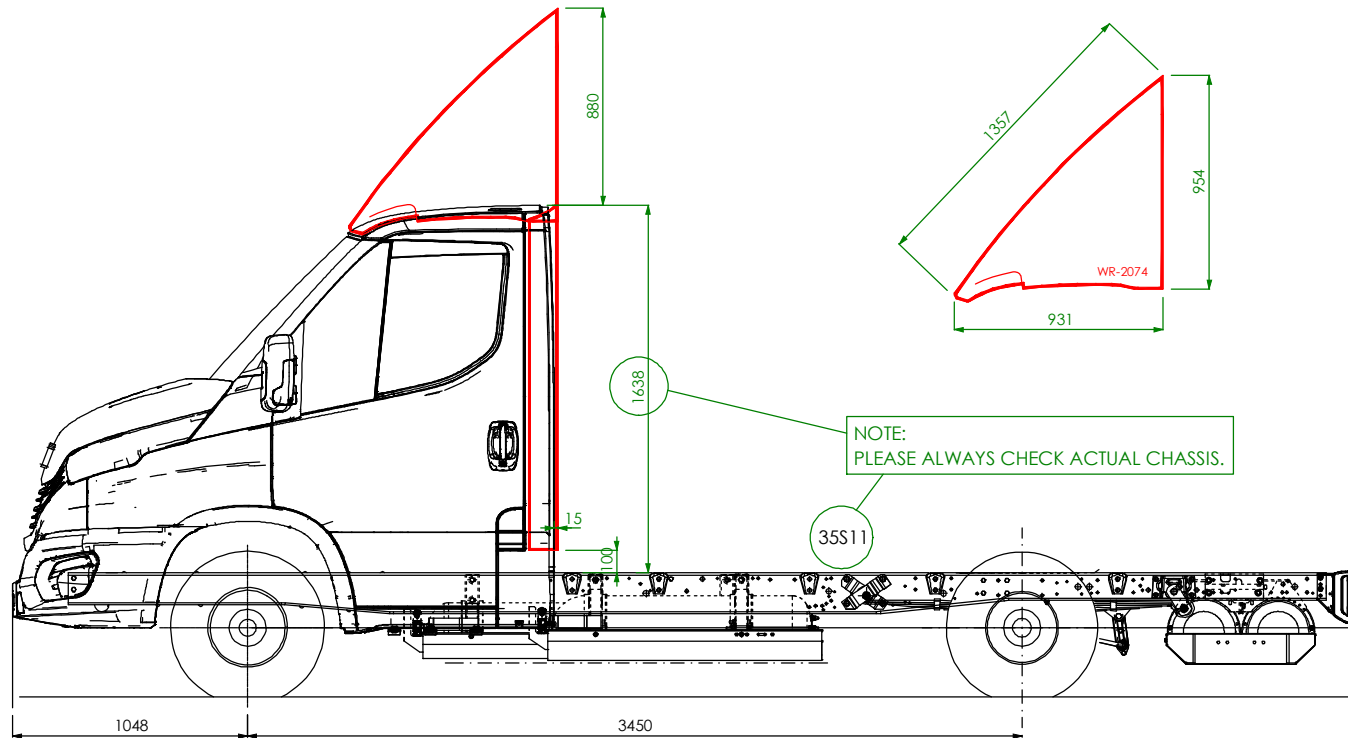 880
1357
954
WR-2074
931
1638
NOTE:
PLEASE ALWAYS CHECK ACTUAL CHASSIS.
15
35S11
100
1048
3450